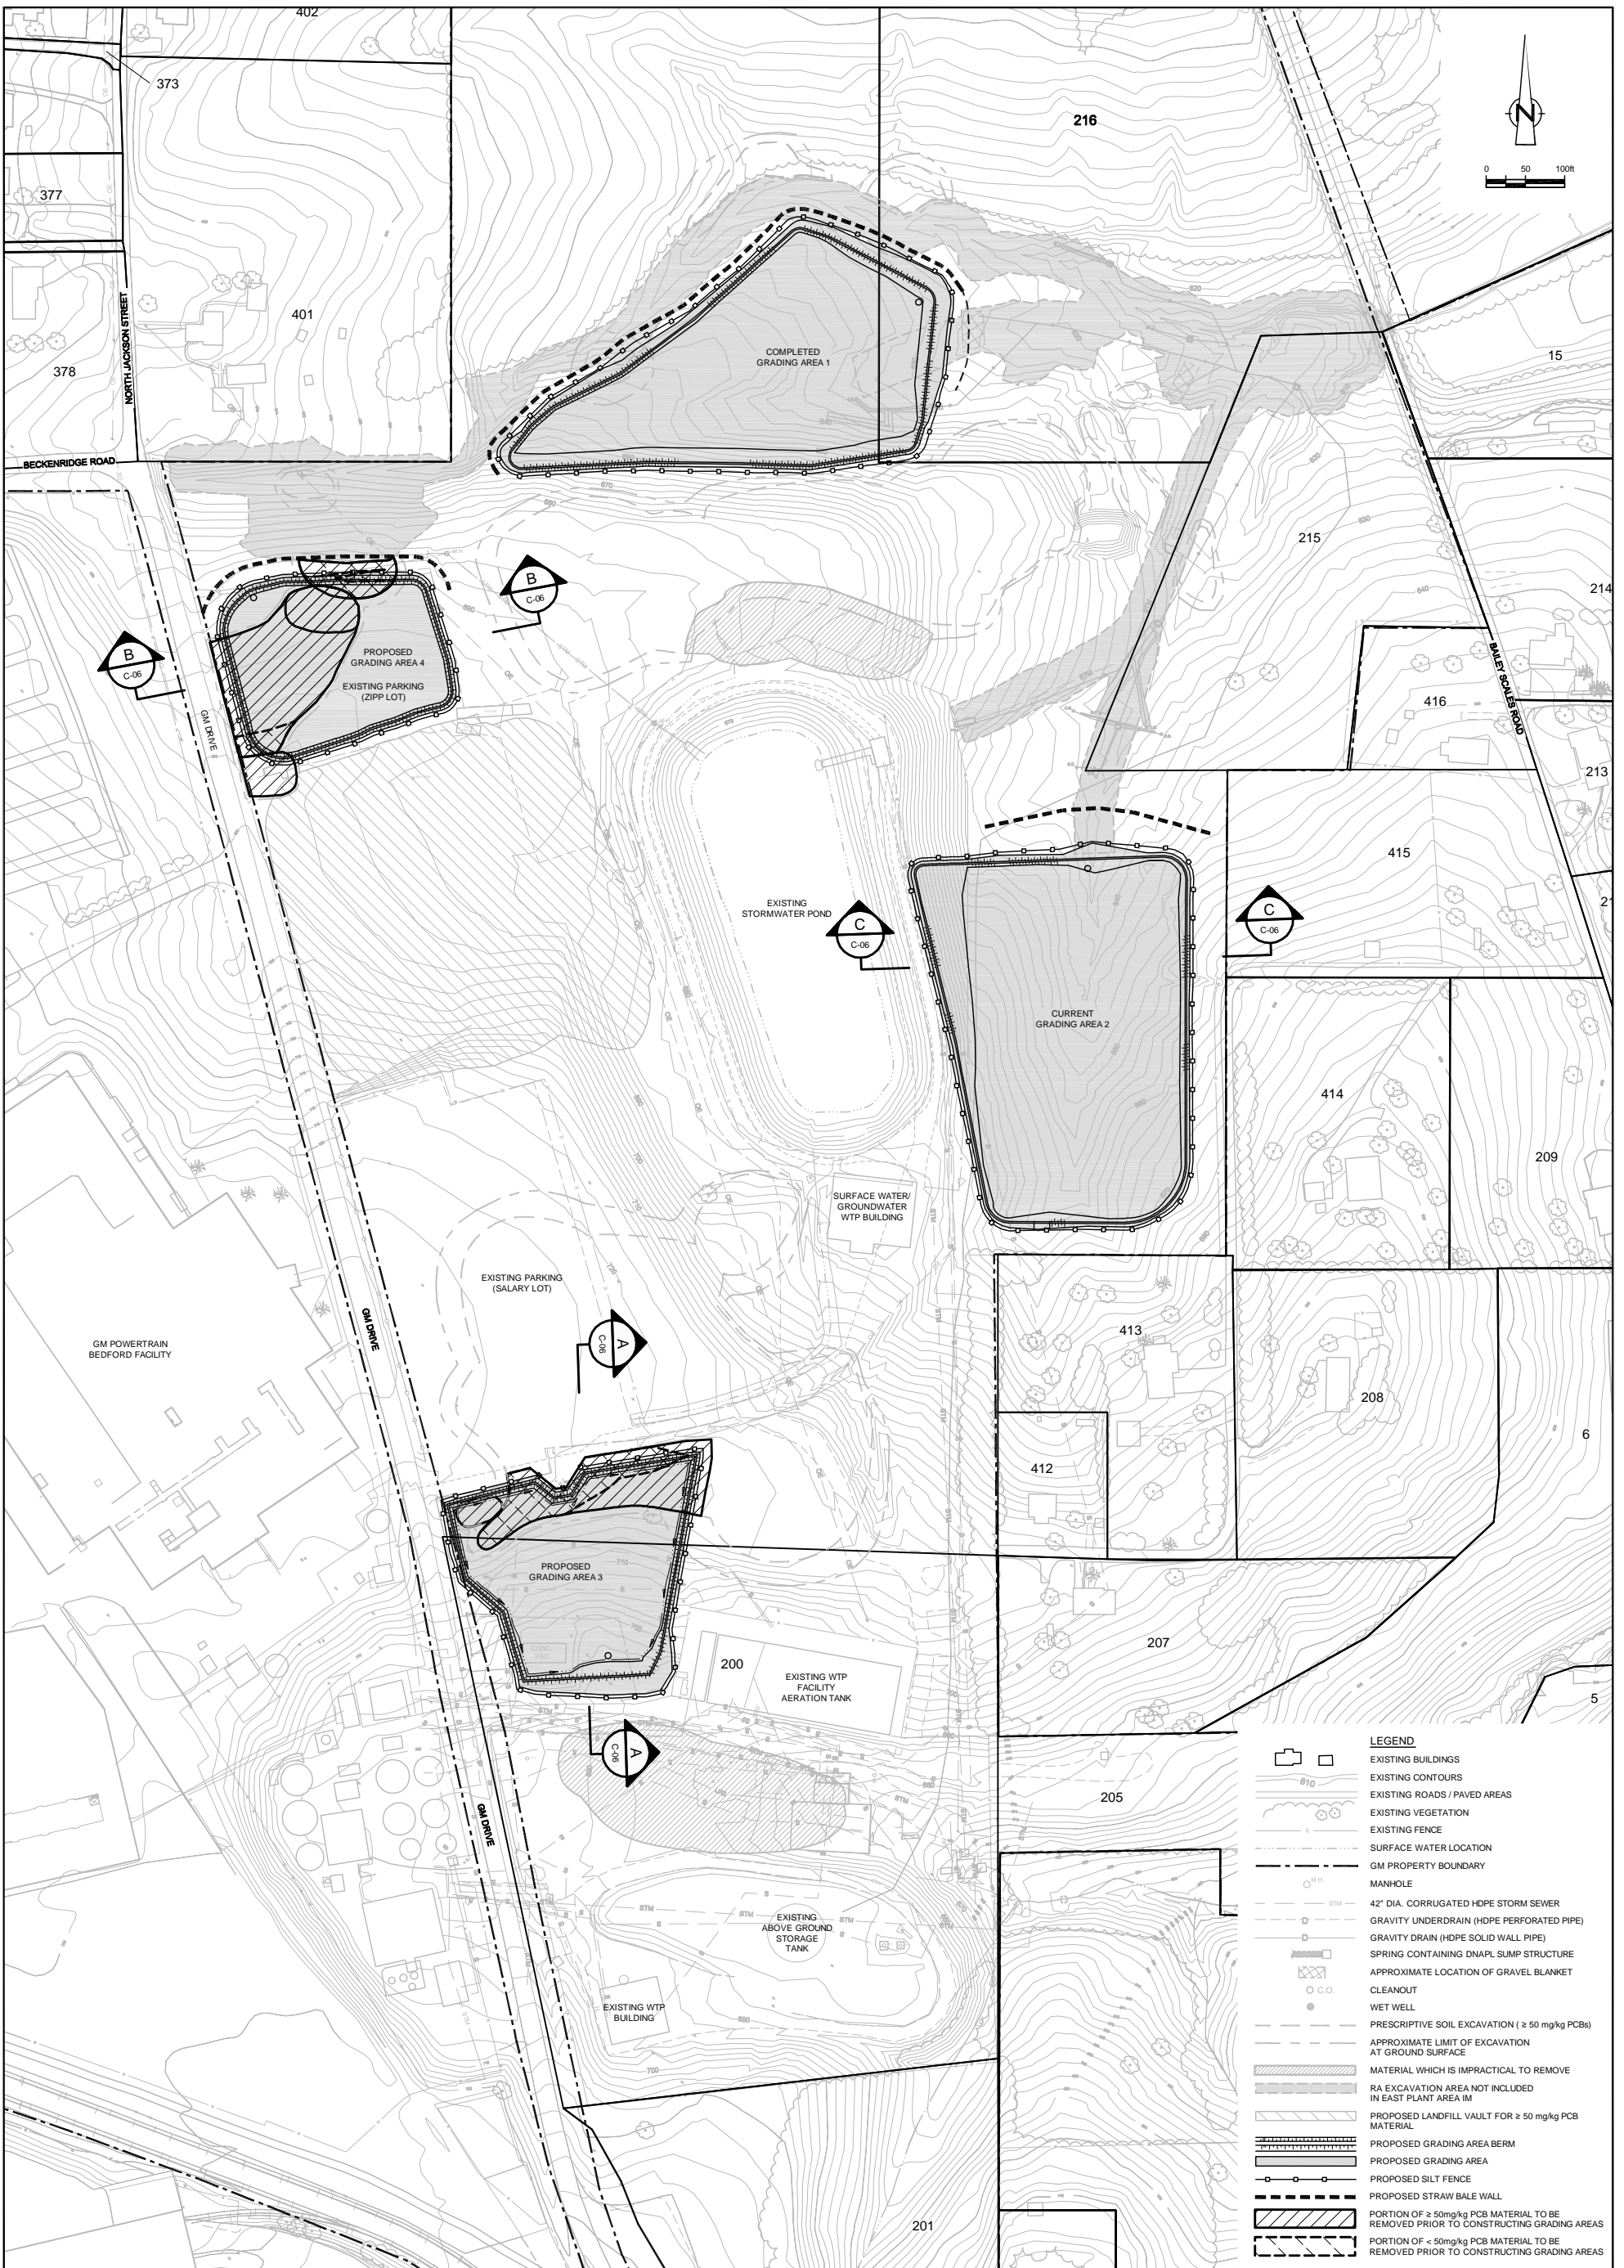 402
373
216
N
0 50 100ft
377
401
NORTH JACKSON STREET
378
COMPLETED
GRADING AREA 1
15
BECKENRIDGE ROAD
215
214
B
C-06
B
C-06
PROPOSED
GRADING AREA 4
EXISTING PARKING
(ZIPP LOT)
GM DRIVE
BAILEY SCALES ROAD
416
213
415
EXISTING
STORMWATER POND
C
C-06
C
C-06
CURRENT
GRADING AREA 2
414
209
SURFACE WATER/
GROUNDWATER
WTP BUILDING
EXISTING PARKING
(SALARY LOT)
GM DRIVE
GM POWERTRAIN
BEDFORD FACILITY
A
C-06
413
208
412
6
PROPOSED
GRADING AREA 3
207
200
EXISTING WTP
FACILITY
AERATION TANK
5
A
C-06
GM DRIVE
205
EXISTING
ABOVE GROUND
STORAGE
TANK
EXISTING WTP
BUILDING
201
LEGEND
EXISTING BUILDINGS
810 EXISTING CONTOURS
EXISTING ROADS / PAVED AREAS
EXISTING VEGETATION
EXISTING FENCE
SURFACE WATER LOCATION
GM PROPERTY BOUNDARY
M.H. MANHOLE
STM 42" DIA. CORRUGATED HDPE STORM SEWER
D GRAVITY UNDERDRAIN (HDPE PERFORATED PIPE)
D GRAVITY DRAIN (HDPE SOLID WALL PIPE)
SPRING CONTAINING DNAPL SUMP STRUCTURE
APPROXIMATE LOCATION OF GRAVEL BLANKET
C.O. CLEANOUT
WET WELL
PRESCRIPTIVE SOIL EXCAVATION ( ≥ 50 mg/kg PCBs)
APPROXIMATE LIMIT OF EXCAVATION
AT GROUND SURFACE
MATERIAL WHICH IS IMPRACTICAL TO REMOVE
RA EXCAVATION AREA NOT INCLUDED
IN EAST PLANT AREA IM
PROPOSED LANDFILL VAULT FOR ≥ 50 mg/kg PCB
MATERIAL
PROPOSED GRADING AREA BERM
PROPOSED GRADING AREA
PROPOSED SILT FENCE
PROPOSED STRAW BALE WALL
PORTION OF ≥ 50mg/kg PCB MATERIAL TO BE
REMOVED PRIOR TO CONSTRUCTING GRADING AREAS
PORTION OF < 50mg/kg PCB MATERIAL TO BE
REMOVED PRIOR TO CONSTRUCTING GRADING AREAS